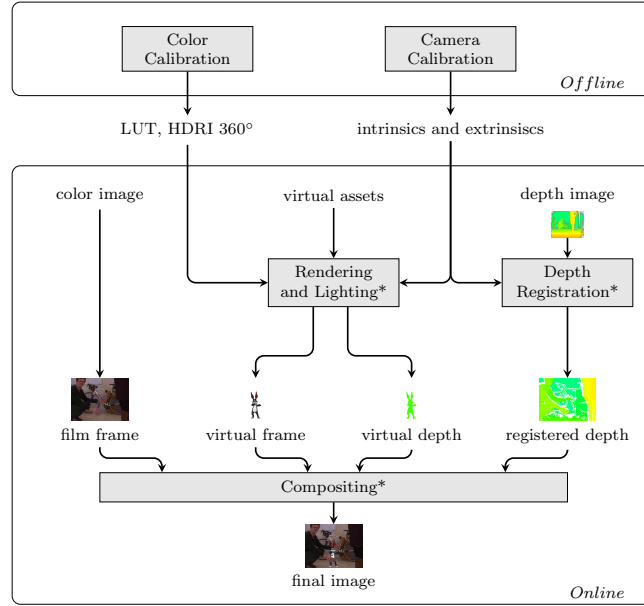 Color
Calibration
Camera
Calibration
Offline
LUT, HDRI 360°
intrinsics and extrinsiscs
color image
virtual assets
depth image
Rendering
and Lighting*
Depth
Registration*
film frame
virtual frame
virtual depth
registered depth
Compositing*
final image
Online